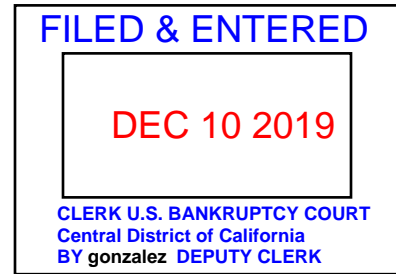 FILED & ENTERED
DEC 10 2019
CLERK U.S. BANKRUPTCY COURT
Central District of California
BY gonzalez DEPUTY CLERK